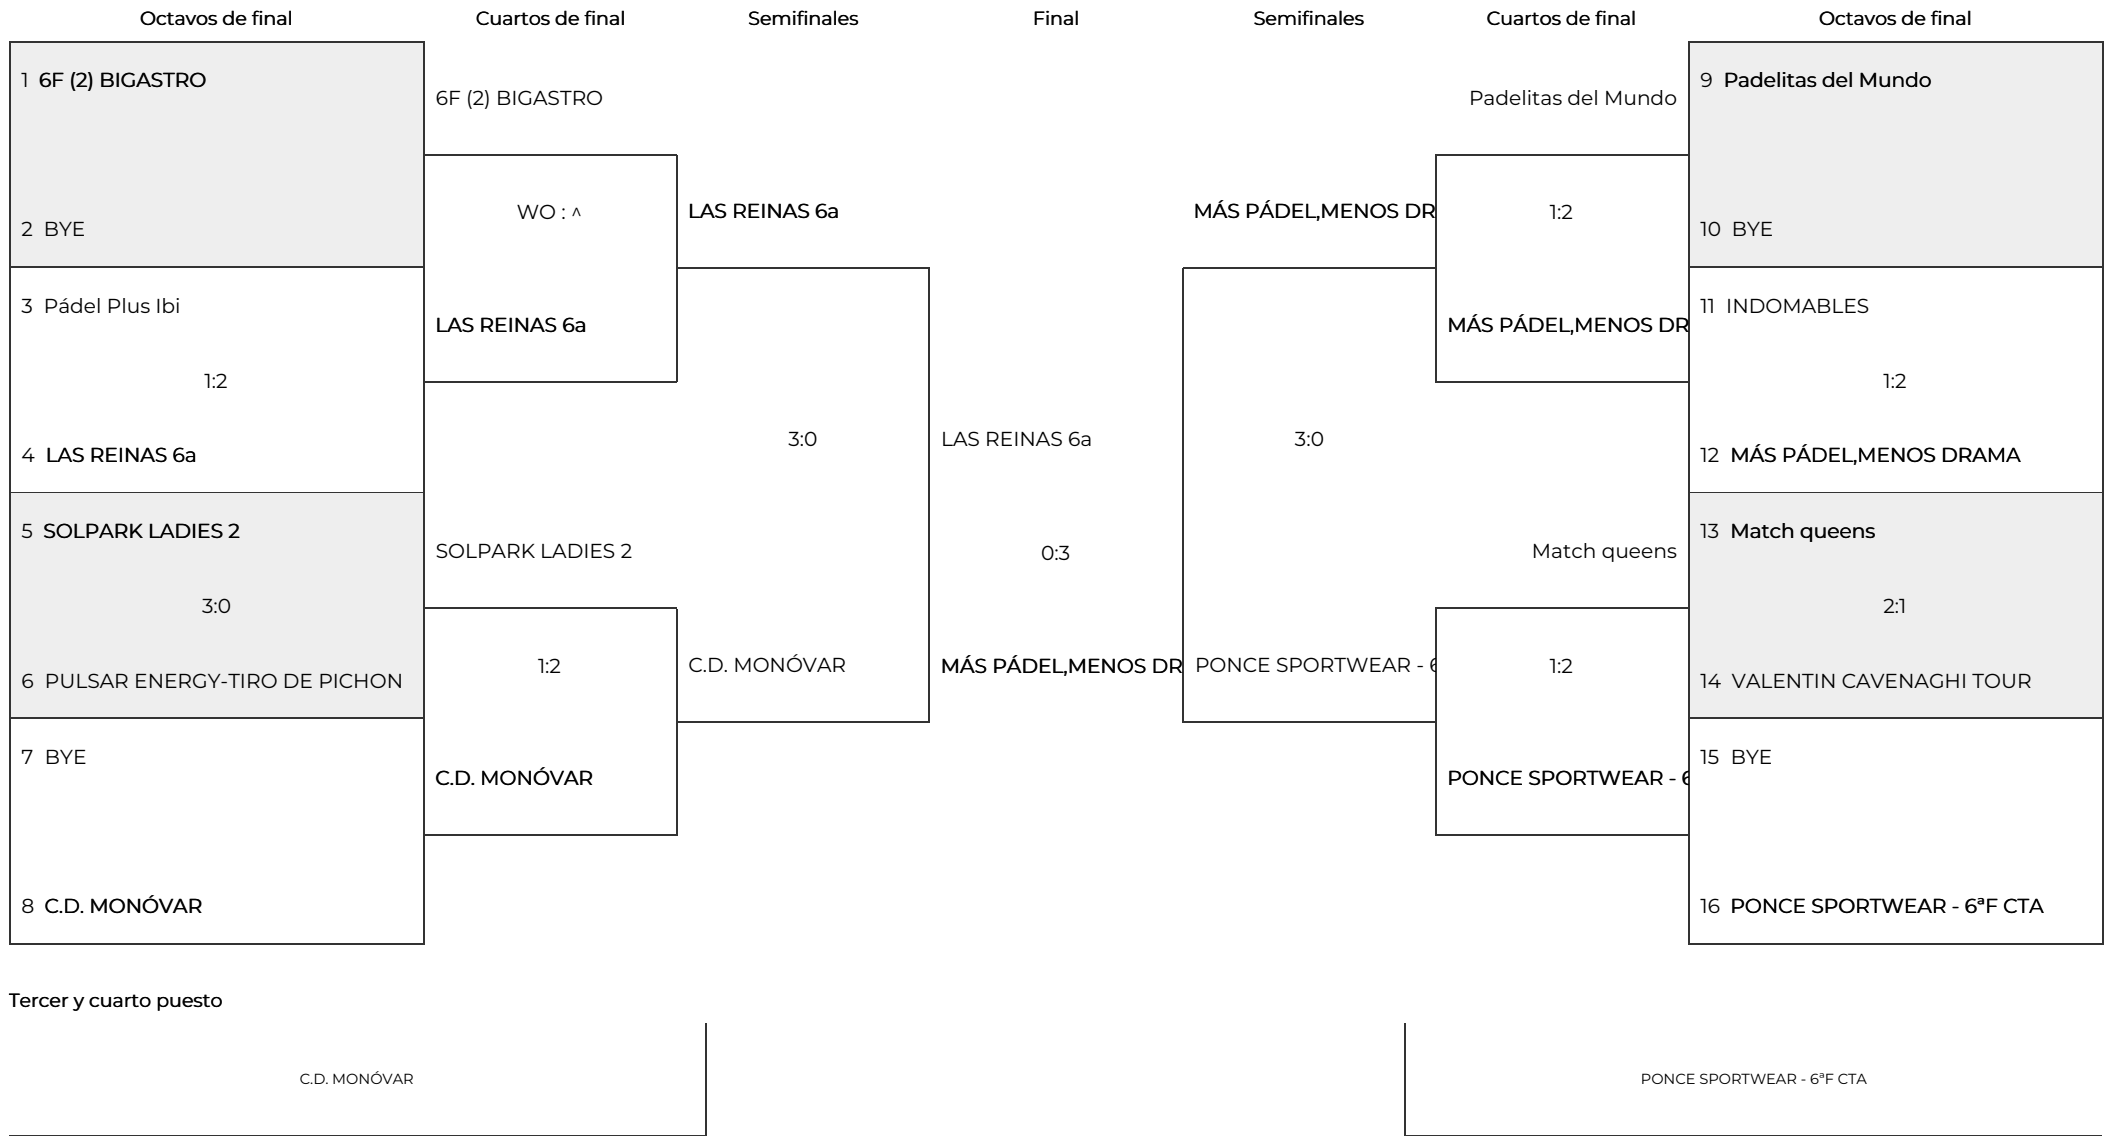 Octavos de final
Cuartos de final
Semifinales
Final
Semifinales
Cuartos de final
Octavos de final
1 6F (2) BIGASTRO
2 BYE
3 Pádel Plus Ibi
1:2
4 LAS REINAS 6a
5 SOLPARK LADIES 2
3:0
6 PULSAR ENERGY-TIRO DE PICHON
7 BYE
8 C.D. MONÓVAR
6F (2) BIGASTRO
WO : ^
LAS REINAS 6a
SOLPARK LADIES 2
1:2
C.D. MONÓVAR
LAS REINAS 6a
3:0
C.D. MONÓVAR
LAS REINAS 6a
0:3
MÁS PÁDEL,MENOS DR
MÁS PÁDEL,MENOS DR
3:0
PONCE SPORTWEAR - 6
Padelitas del Mundo
1:2
MÁS PÁDEL,MENOS DR
Match queens
1:2
PONCE SPORTWEAR - 6
9 Padelitas del Mundo
10 BYE
11 INDOMABLES
1:2
12 MÁS PÁDEL,MENOS DRAMA
13 Match queens
2:1
14 VALENTIN CAVENAGHI TOUR
15 BYE
16 PONCE SPORTWEAR - 6ªF CTA
Tercer y cuarto puesto
C.D. MONÓVAR
PONCE SPORTWEAR - 6ªF CTA